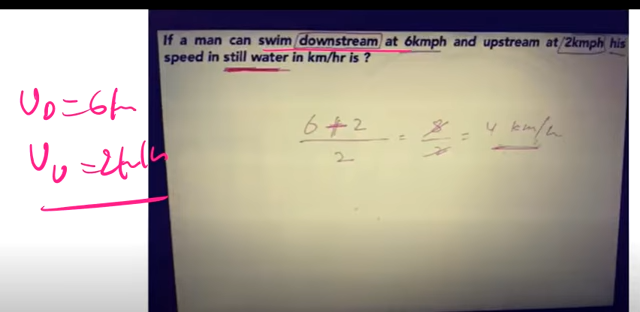 If a man can swim downstream at 6kmph and upstream at 2kmph his
speed in still water in km/hr is ?
6+2
2
= 8
2
= 4 km/h